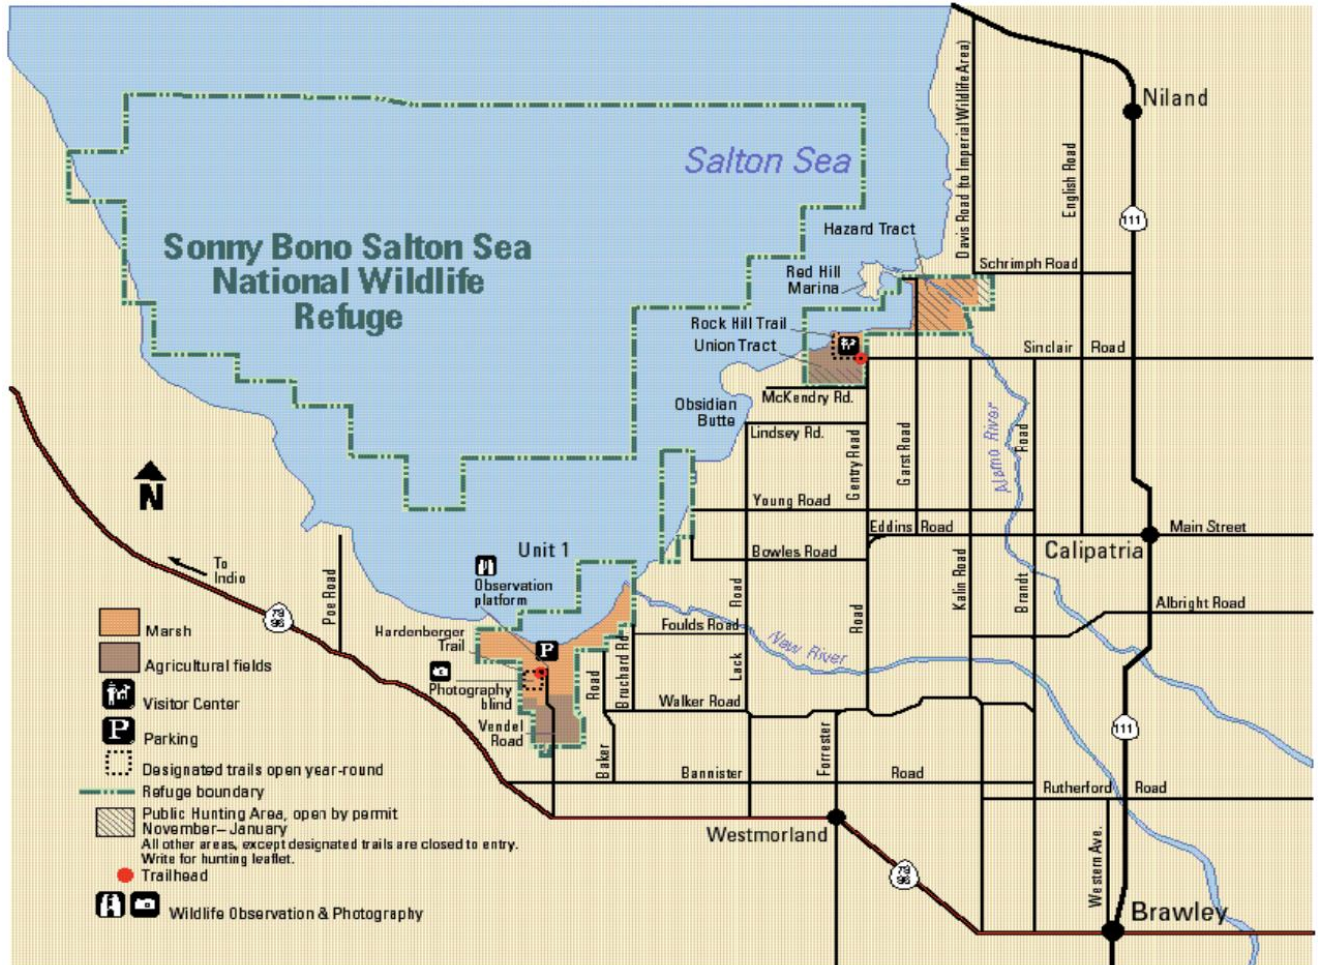 Niland
Davis Road (to Imperial Wildlife Area)
English Road
Salton Sea
111
Hazard Tract
Sonny Bono Salton Sea
National Wildlife
Refuge
Schrimph Road
Red Hill
Marina
Rock Hill Trail
Union Tract
Sinclair Road
McKendry Rd.
Obsidian
Butte
Lindsey Rd.
Gentry Road
Garst Road
Alamo River
Road
N
Young Road
Eddins Road
Main Street
Calipatria
Unit 1
Bowles Road
To
Indio
Poe Road
Observation
platform
Lack Road
Road
Kalin Road
Brandt
Albright Road
Foulds Road
New River
Hardenberger
Trail
P
Bruchard Rd
Photography
blind
Baker Road
Walker Road
Vendel
Road
Forrester
111
Bannister Road
Rutherford Road
Westmorland
Western Ave.
Brawley
Marsh
Agricultural fields
Visitor Center
P
Parking
Designated trails open year-round
Refuge boundary
Public Hunting Area, open by permit
November–January
All other areas, except designated trails are closed to entry.
Write for hunting leaflet.
Trailhead
Wildlife Observation & Photography